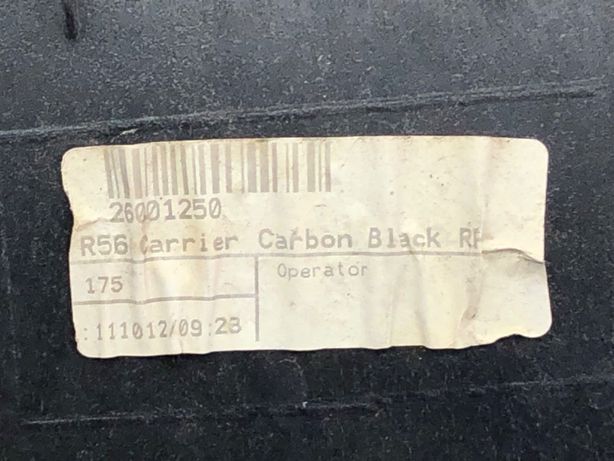 26001250
R56 Carrier Carbon Black
175
Operator
:111012/09:23